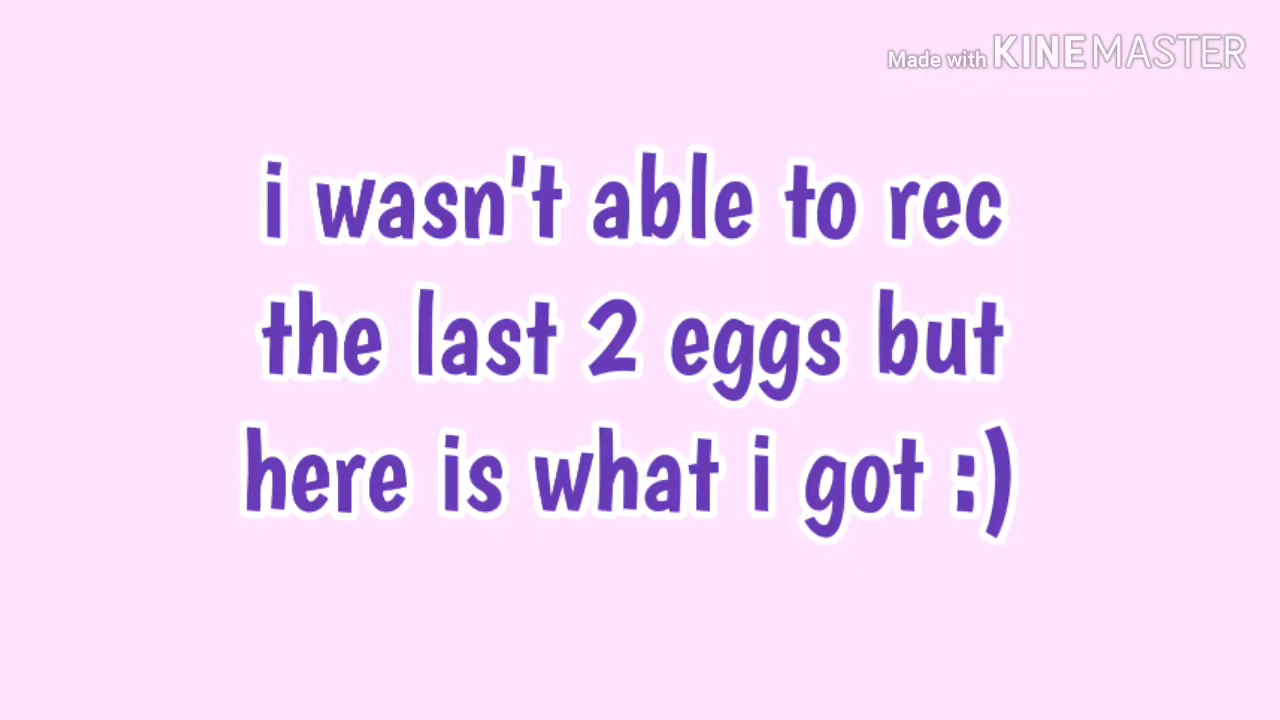 Made with KINEMASTER
i wasn't able to rec
the last 2 eggs but
here is what i got :)